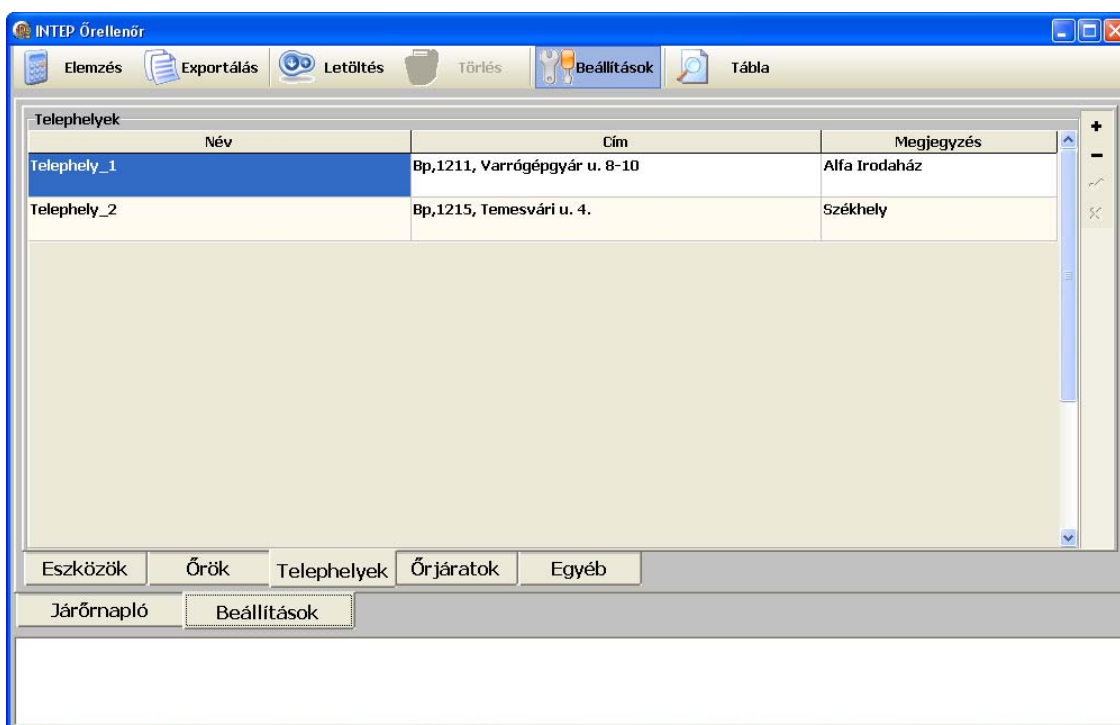 INTEP Őrellenőr
Elemzés Exportálás Letöltés Törlés Beállítások Tábla
Telephelyek
Név Cím Megjegyzés
Telephely_1 Bp,1211, Varrógépgyár u. 8-10 Alfa Irodaház
Telephely_2 Bp,1215, Temesvári u. 4. Székhely
Eszközök Őrök Telephelyek Őrjáratok Egyéb
Járőrnapló Beállítások